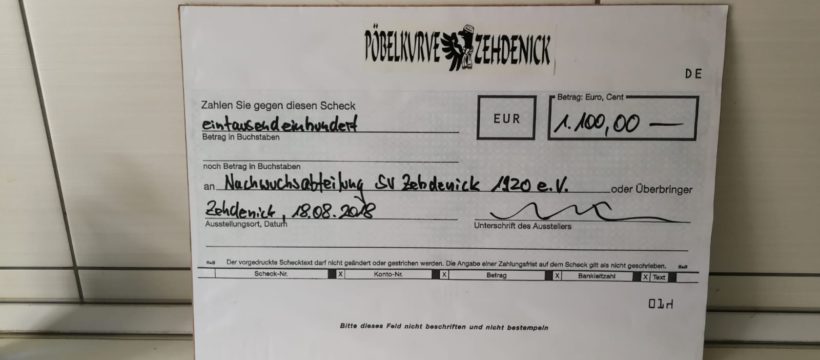 PÖBELKVRVE ZEHDENICK
DE
Zahlen Sie gegen diesen Scheck
eintausendeinhundert
Betrag in Buchstaben
EUR
Betrag: Euro, Cent
1.100,00 —
noch Betrag in Buchstaben
an Nachwuchsabteilung SV Zehdenick 1920 e.V. oder Überbringer
Zehdenick, 18.08.2018
Ausstellungsort, Datum
Unterschrift des Ausstellers
Der vorgedruckte Schecktext darf nicht geändert oder gestrichen werden. Die Angabe einer Zahlungsfrist auf dem Scheck gilt als nicht geschrieben.
Scheck-Nr. X Konto-Nr. X Betrag X Bankleitzahl X Text
Bitte dieses Feld nicht beschriften und nicht bestempeln